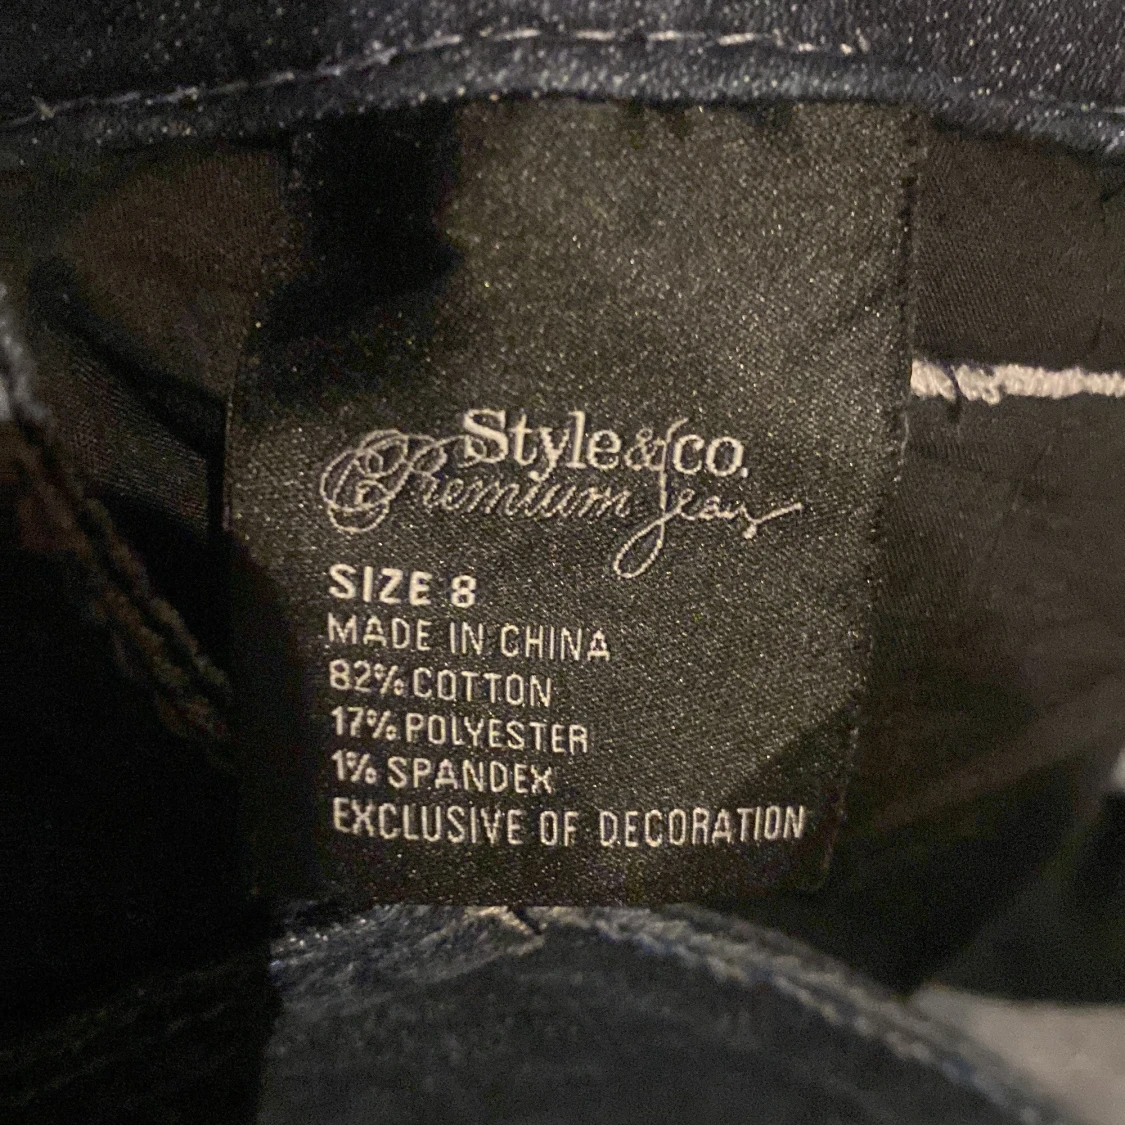 Style&co.
Premium Jeans
SIZE 8
MADE IN CHINA
82% COTTON
17% POLYESTER
1% SPANDEX
EXCLUSIVE OF DECORATION